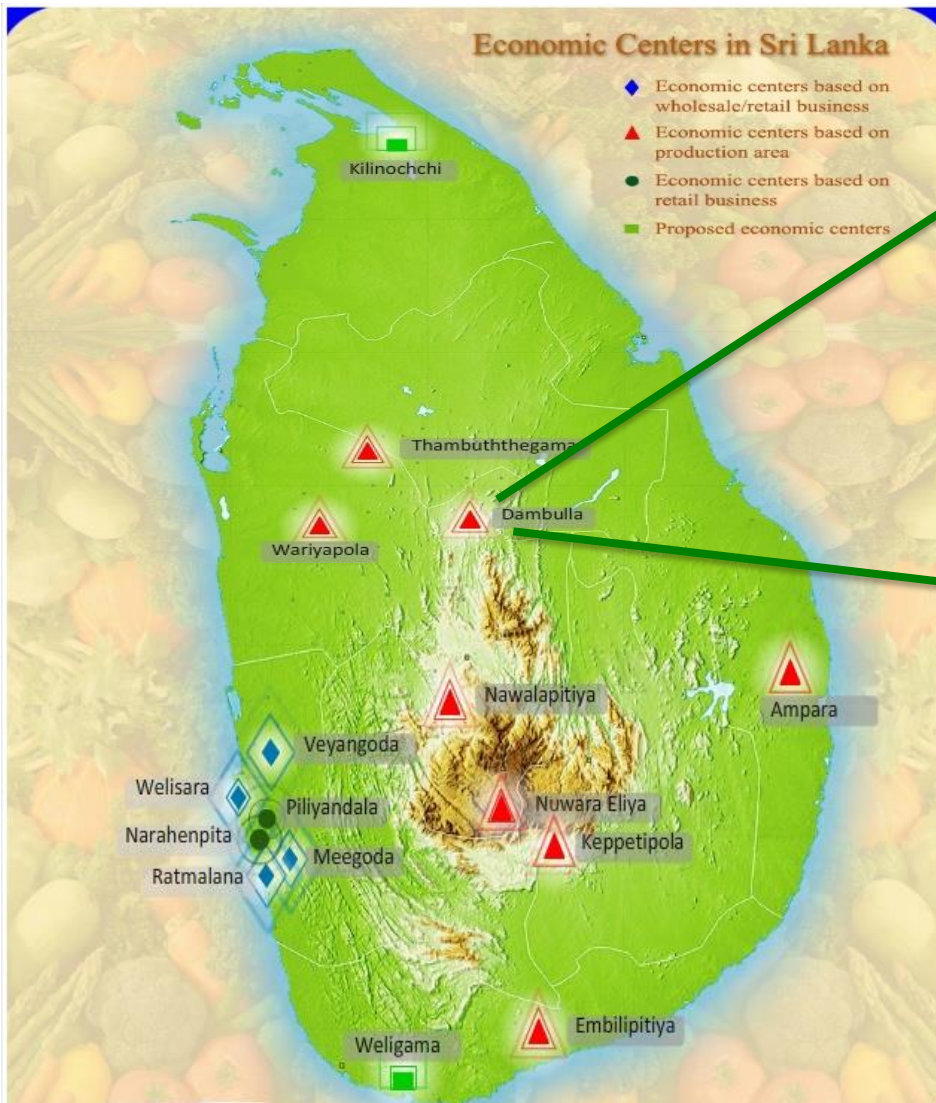 Economic Centers in Sri Lanka
Economic centers based on
wholesale/retail business
Economic centers based on
production area
Economic centers based on
retail business
Proposed economic centers
Kilinochchi
Thambuththegama
Dambulla
Wariyapola
Nawalapitiya
Ampara
Veyangoda
Welisara
Piliyandala
Nuwara Eliya
Narahenpita
Meegoda
Keppetipola
Ratmalana
Embilipitiya
Weligama